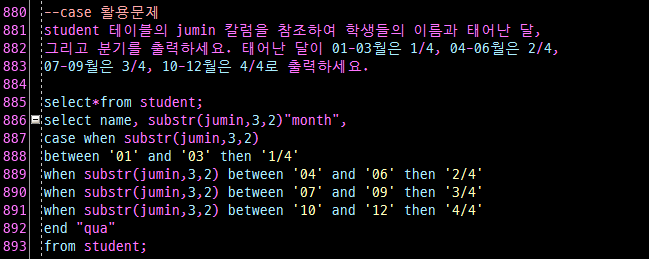 880 --case 활용문제
881 student 테이블의 jumin 칼럼을 참조하여 학생들의 이름과 태어난 달,
882 그리고 분기를 출력하세요. 태어난 달이 01-03월은 1/4, 04-06월은 2/4,
883 07-09월은 3/4, 10-12월은 4/4로 출력하세요.
884
885 select*from student;
886 select name, substr(jumin,3,2)"month",
887 case when substr(jumin,3,2)
888 between '01' and '03' then '1/4'
889 when substr(jumin,3,2) between '04' and '06' then '2/4'
890 when substr(jumin,3,2) between '07' and '09' then '3/4'
891 when substr(jumin,3,2) between '10' and '12' then '4/4'
892 end "qua"
893 from student;